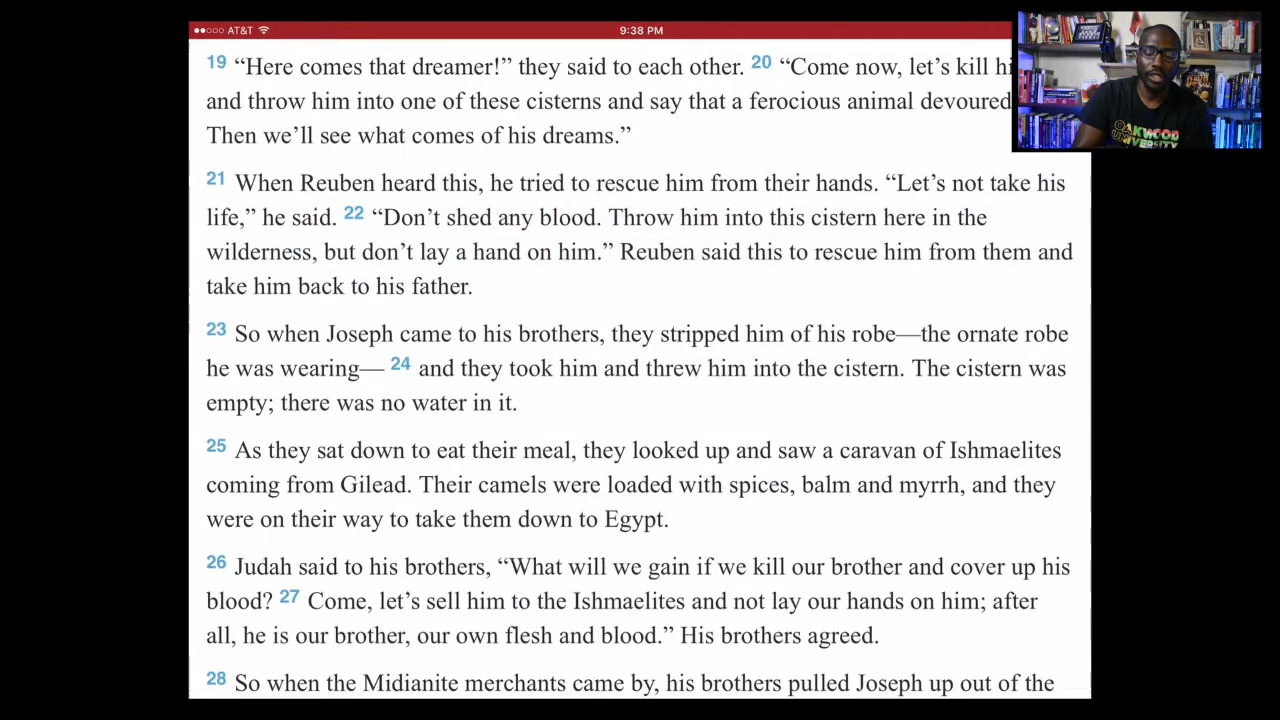 AT&T 9:38 PM
19 “Here comes that dreamer!” they said to each other. 20 “Come now, let’s kill
and throw him into one of these cisterns and say that a ferocious animal devoured
Then we’ll see what comes of his dreams.”
21 When Reuben heard this, he tried to rescue him from their hands. “Let’s not take his
life,” he said. 22 “Don’t shed any blood. Throw him into this cistern here in the
wilderness, but don’t lay a hand on him.” Reuben said this to rescue him from them and
take him back to his father.
23 So when Joseph came to his brothers, they stripped him of his robe—the ornate robe
he was wearing— 24 and they took him and threw him into the cistern. The cistern was
empty; there was no water in it.
25 As they sat down to eat their meal, they looked up and saw a caravan of Ishmaelites
coming from Gilead. Their camels were loaded with spices, balm and myrrh, and they
were on their way to take them down to Egypt.
26 Judah said to his brothers, “What will we gain if we kill our brother and cover up his
blood? 27 Come, let’s sell him to the Ishmaelites and not lay our hands on him; after
all, he is our brother, our own flesh and blood.” His brothers agreed.
28 So when the Midianite merchants came by, his brothers pulled Joseph up out of the
OAKWOOD
UNIVERSITY